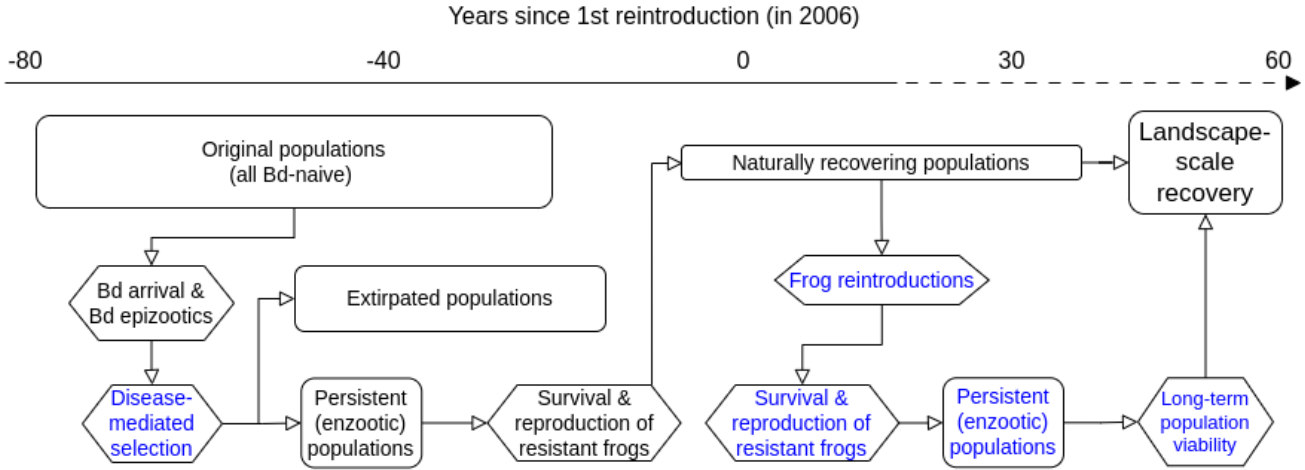 Years since 1st reintroduction (in 2006)
-80 -40 0 30 60
Original populations
(all Bd-naive)
Naturally recovering populations
Landscape-
scale
recovery
Bd arrival &
Bd epizootics
Extirpated populations
Frog reintroductions
Disease-
mediated
selection
Persistent
(enzootic)
populations
Survival &
reproduction of
resistant frogs
Survival &
reproduction of
resistant frogs
Persistent
(enzootic)
populations
Long-term
population
viability